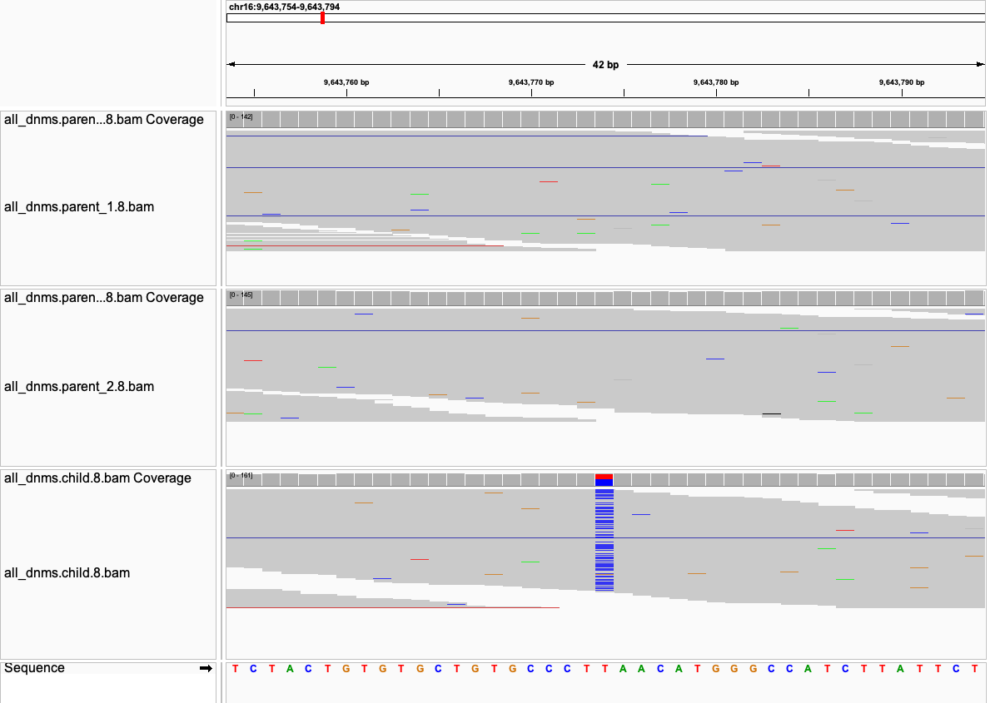 chr16:9,643,754-9,643,794
42 bp
9,643,760 bp 9,643,770 bp 9,643,780 bp 9,643,790 bp
all_dnms.paren...8.bam Coverage
[0 - 142]
all_dnms.parent_1.8.bam
all_dnms.paren...8.bam Coverage
[0 - 145]
all_dnms.parent_2.8.bam
all_dnms.child.8.bam Coverage
[0 - 161]
all_dnms.child.8.bam
Sequence T C T A C T G T G T G C T G T G C C C T T A A C A T G G G C C A T C T T A T T C T